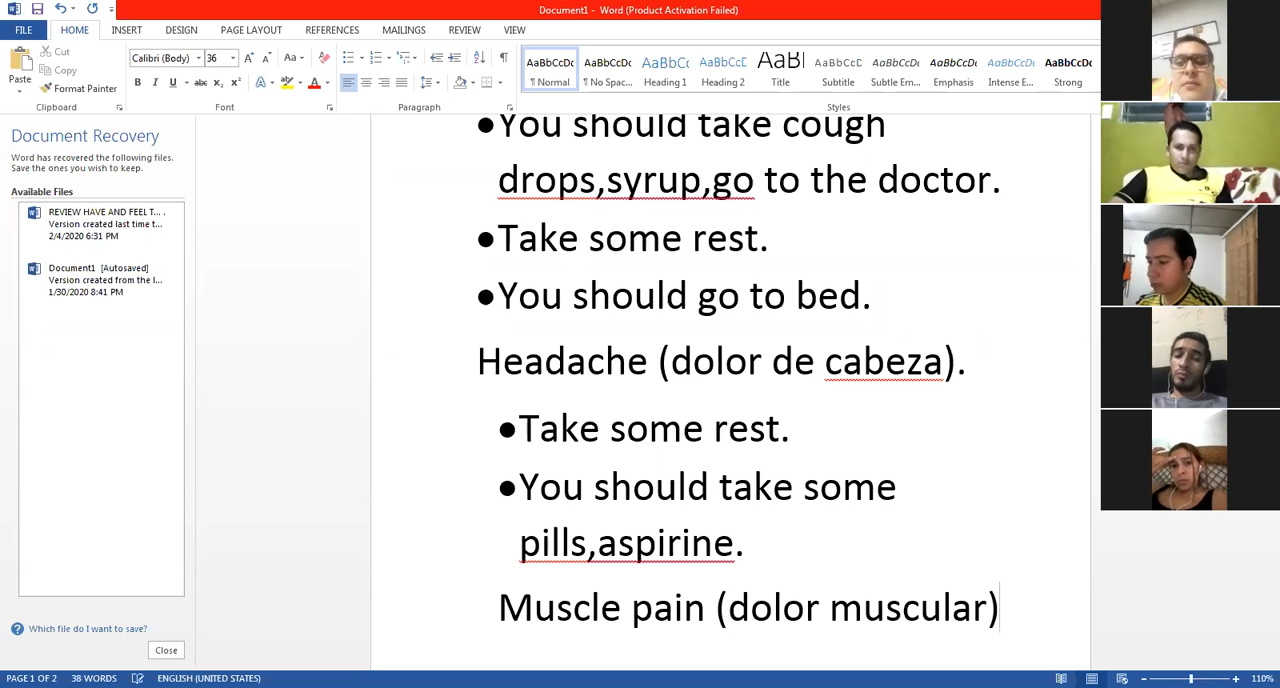 Document1 - Word (Product Activation Failed)
FILE HOME INSERT DESIGN PAGE LAYOUT REFERENCES MAILINGS REVIEW VIEW
Paste
Cut
Copy
Format Painter
Clipboard
Calibri (Body) 36
Font
Paragraph
AaBbCcDc AaBbCcDc AaBbCc AaBbCcD AaBl AaBbCcD AaBbCcDc AaBbCcDc AaBbCcDc AaBbCcDc
¶ Normal ¶ No Spac... Heading 1 Heading 2 Title Subtitle Subtle Em... Emphasis Intense E... Strong
Styles
Document Recovery
Word has recovered the following files.
Save the ones you wish to keep.
Available Files
REVIEW HAVE AND FEEL T... .
Version created last time t...
2/4/2020 6:31 PM
Document1 [Autosaved]
Version created from the l...
1/30/2020 8:41 PM
Which file do I want to save?
Close
•You should take cough
drops,syrup,go to the doctor.
•Take some rest.
•You should go to bed.
Headache (dolor de cabeza).
•Take some rest.
•You should take some
pills,aspirine.
Muscle pain (dolor muscular)
PAGE 1 OF 2 38 WORDS ENGLISH (UNITED STATES) 110%